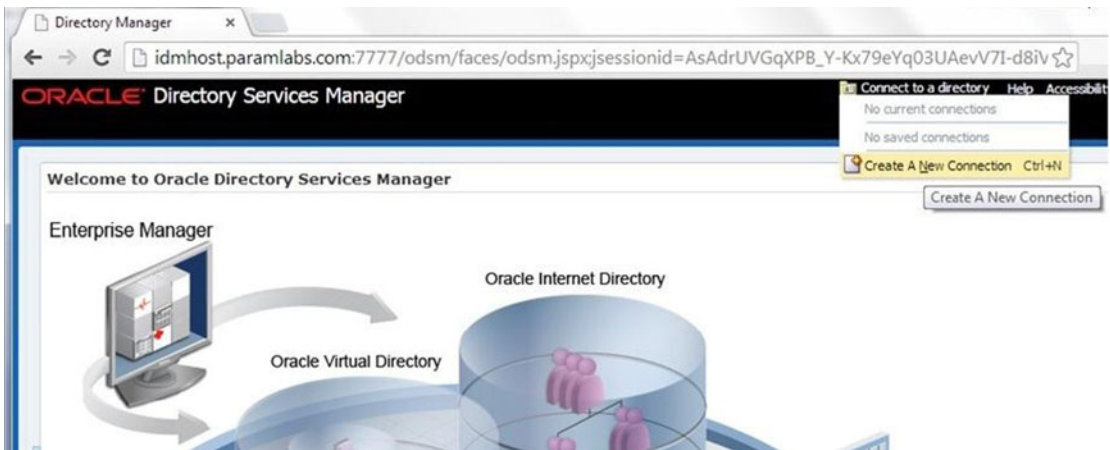 Directory Manager
idmhost.paramlabs.com:7777/odsm/faces/odsm.jspx;jsessionid=AsAdrUVGqXPB_Y-Kx79eYq03UAevV7I-d8iV
ORACLE Directory Services Manager
Connect to a directory Help Accessibilit
No current connections
No saved connections
Create A New Connection Ctrl+N
Create A New Connection
Welcome to Oracle Directory Services Manager
Enterprise Manager
Oracle Internet Directory
Oracle Virtual Directory